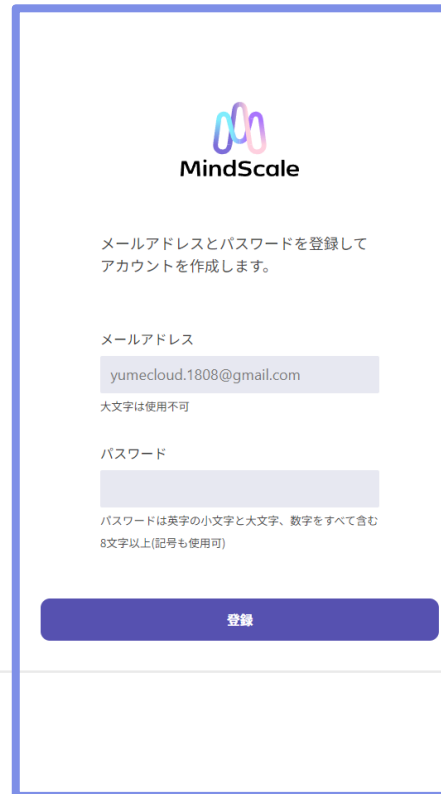 MindScale
メールアドレスとパスワードを登録して
アカウントを作成します。
メールアドレス
yumecloud.1808@gmail.com
大文字は使用不可
パスワード
パスワードは英字の小文字と大文字、数字をすべて含む
8文字以上(記号も使用可)
登録